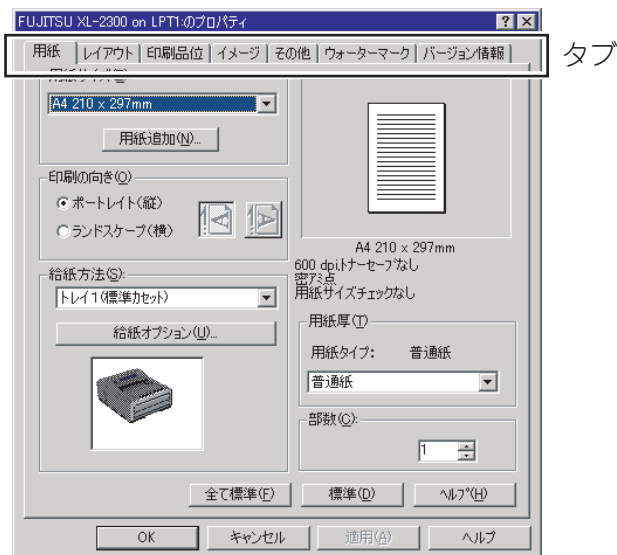 FUJITSU XL-2300 on LPT1:のプロパティ
用紙 レイアウト 印刷品位 イメージ その他 ウォーターマーク バージョン情報
タブ
A4 210 x 297mm
用紙追加(N)...
印刷の向き(O)
ポートレイト(縦)
ランドスケープ(横)
A4 210 x 297mm
600 dpi,トナーセーブなし
密アミ点
用紙サイズチェックなし
給紙方法(S):
トレイ1(標準カセット)
給紙オプション(U)...
用紙厚(T)
用紙タイプ: 普通紙
普通紙
部数(C):
1
全て標準(F) 標準(D) ヘルプ(H)
OK キャンセル 適用(A) ヘルプ